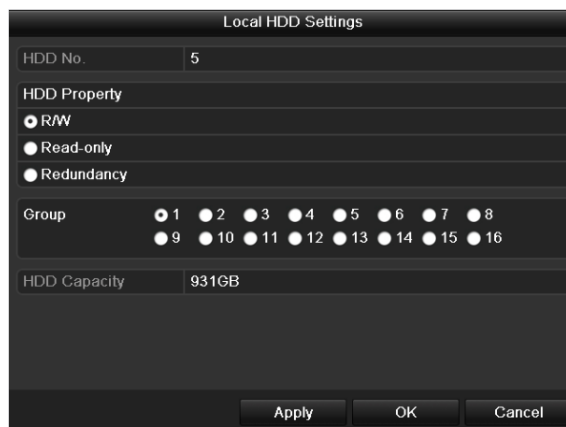 Local HDD Settings
HDD No. 5
HDD Property
R/W
Read-only
Redundancy
Group 1 2 3 4 5 6 7 8
9 10 11 12 13 14 15 16
HDD Capacity 931GB
Apply OK Cancel